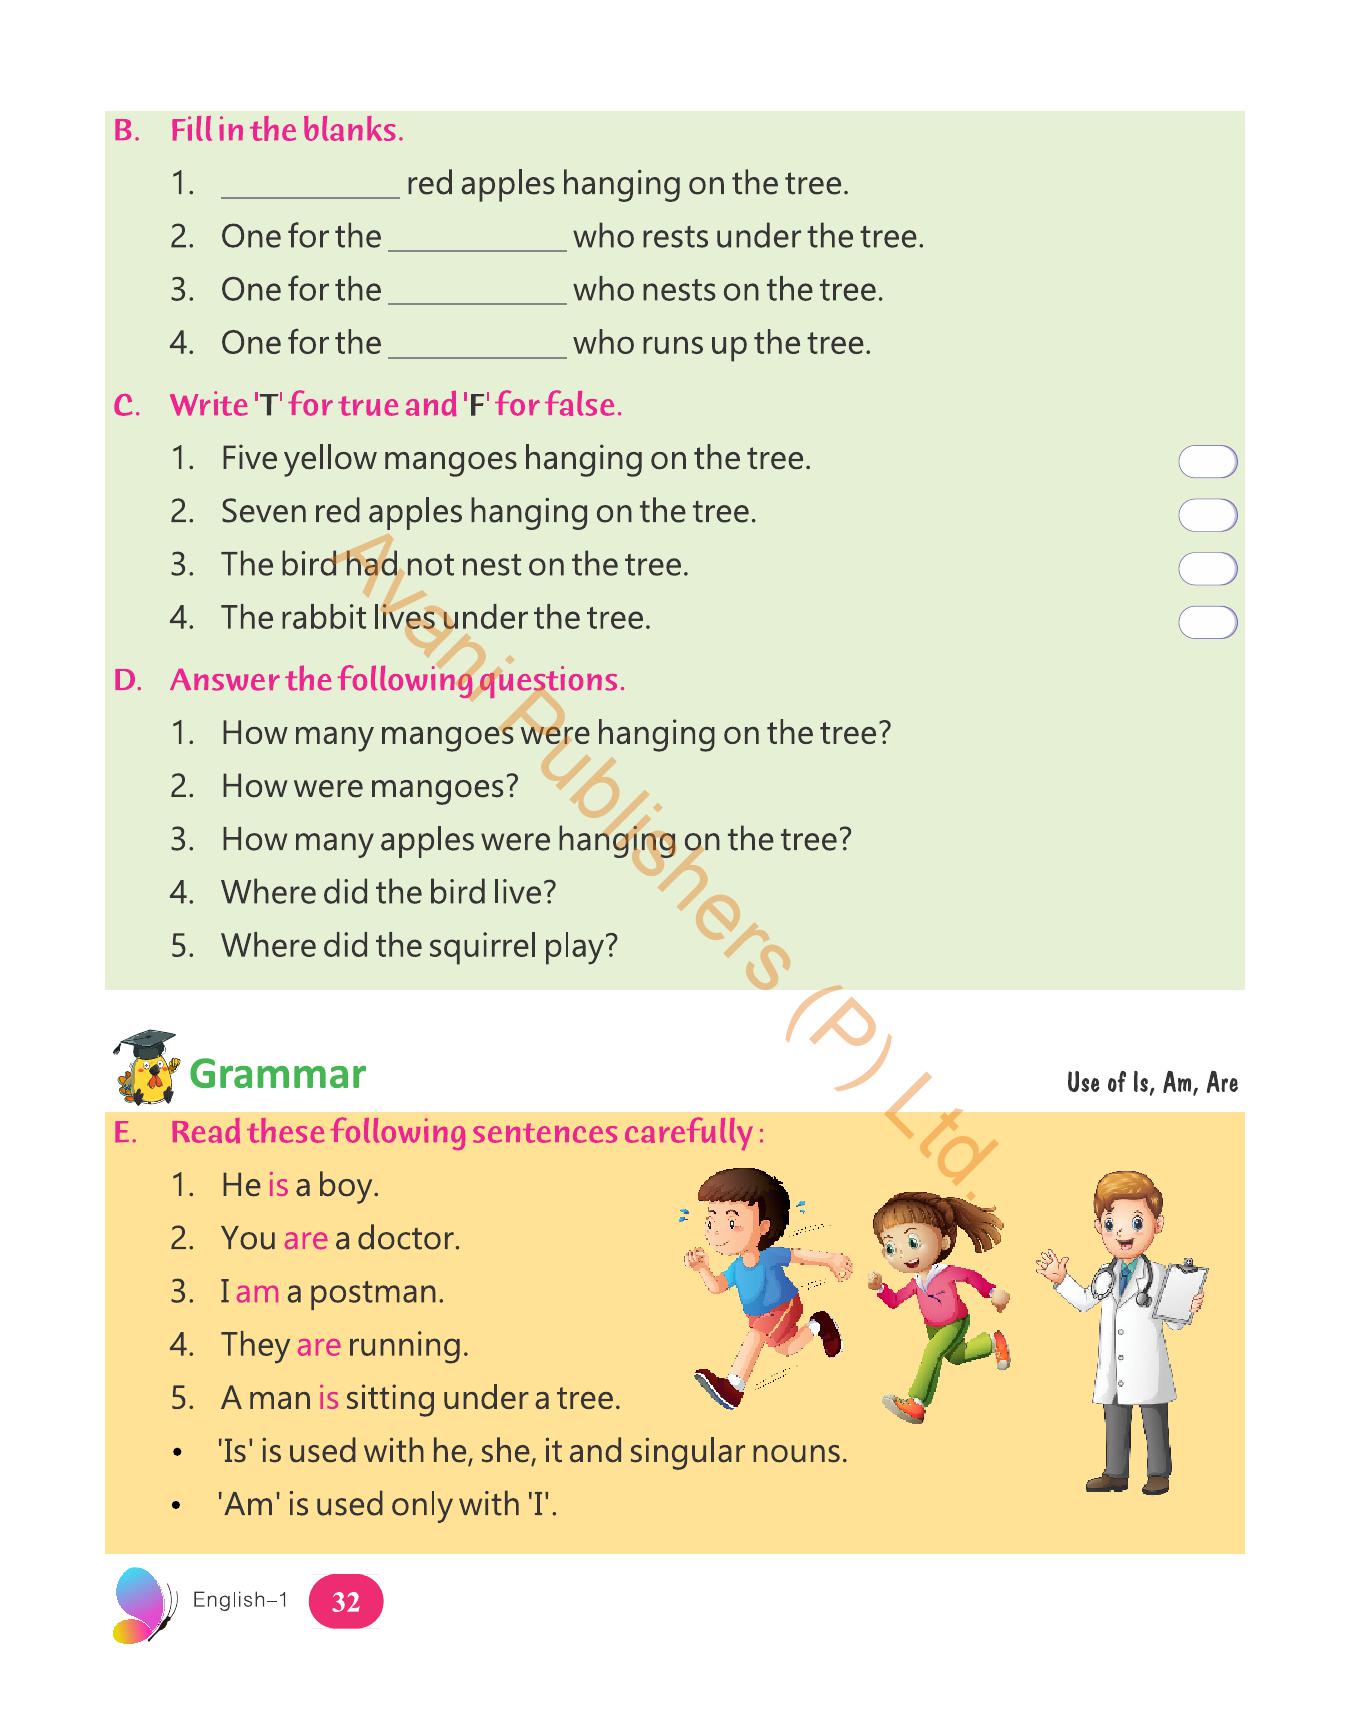 B. Fill in the blanks.
1. ____________ red apples hanging on the tree.
2. One for the ____________ who rests under the tree.
3. One for the ____________ who nests on the tree.
4. One for the ____________ who runs up the tree.
C. Write 'T' for true and 'F' for false.
1. Five yellow mangoes hanging on the tree.
2. Seven red apples hanging on the tree.
3. The bird had not nest on the tree.
4. The rabbit lives under the tree.
D. Answer the following questions.
1. How many mangoes were hanging on the tree?
2. How were mangoes?
3. How many apples were hanging on the tree?
4. Where did the bird live?
5. Where did the squirrel play?
Avani Publishers (P) Ltd.
Grammar
Use of Is, Am, Are
E. Read these following sentences carefully :
1. He is a boy.
2. You are a doctor.
3. I am a postman.
4. They are running.
5. A man is sitting under a tree.
• 'Is' is used with he, she, it and singular nouns.
• 'Am' is used only with 'I'.
English–1 32